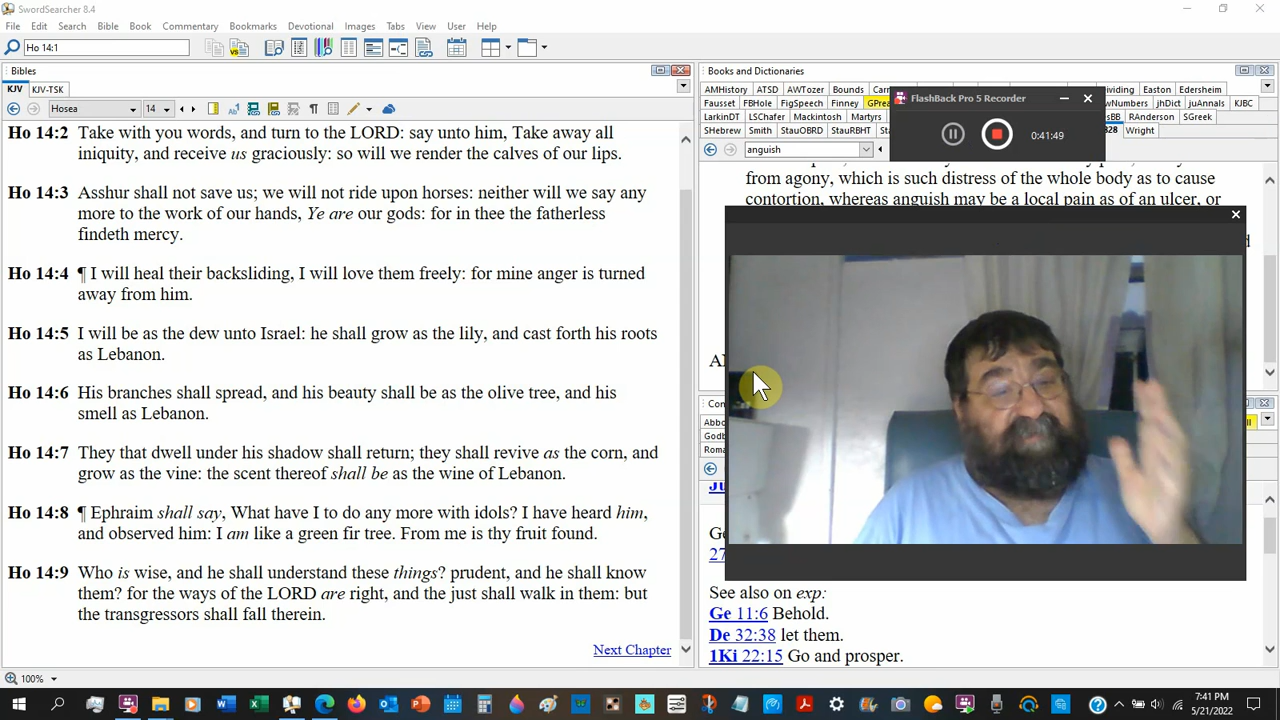 SwordSearcher 8.4
File Edit Search Bible Book Commentary Bookmarks Devotional Images Tabs View User Help
Ho 14:1
Bibles
KJV KJV-TSK
Hosea 14
Ho 14:2 Take with you words, and turn to the LORD: say unto him, Take away all
iniquity, and receive us graciously: so will we render the calves of our lips.
Ho 14:3 Asshur shall not save us; we will not ride upon horses: neither will we say any
more to the work of our hands, Ye are our gods: for in thee the fatherless
findeth mercy.
Ho 14:4 ¶ I will heal their backsliding, I will love them freely: for mine anger is turned
away from him.
Ho 14:5 I will be as the dew unto Israel: he shall grow as the lily, and cast forth his roots
as Lebanon.
Ho 14:6 His branches shall spread, and his beauty shall be as the olive tree, and his
smell as Lebanon.
Ho 14:7 They that dwell under his shadow shall return; they shall revive as the corn, and
grow as the vine: the scent thereof shall be as the wine of Lebanon.
Ho 14:8 ¶ Ephraim shall say, What have I to do any more with idols? I have heard him,
and observed him: I am like a green fir tree. From me is thy fruit found.
Ho 14:9 Who is wise, and he shall understand these things? prudent, and he shall know
them? for the ways of the LORD are right, and the just shall walk in them: but
the transgressors shall fall therein.
Next Chapter
100%
Books and Dictionaries
AMHistory ATSD AWTozer Bounds Easton Edersheim
Fausset FBHole FigSpeech Finney jhDict juAnnals KJBC
LarkinDT LSChafer Mackintosh Martyrs RAnderson SGreek
SHebrew Smith StauOBRD StauRBHT Wright
FlashBack Pro 5 Recorder
0:41:49
anguish
from agony, which is such distress of the whole body as to cause
contortion, whereas anguish may be a local pain as of an ulcer, or
See also on exp:
Ge 11:6 Behold.
De 32:38 let them.
1Ki 22:15 Go and prosper.
7:41 PM
5/21/2022